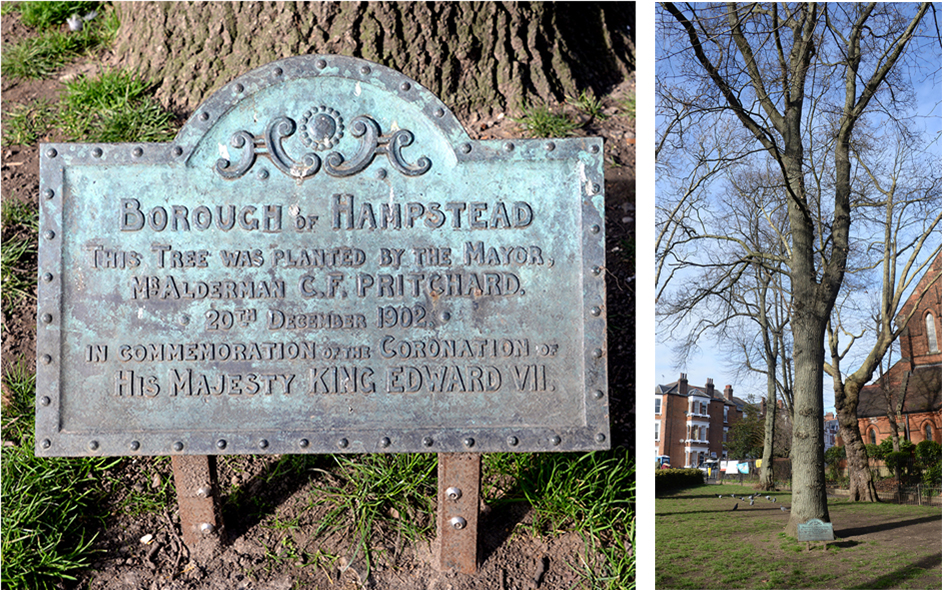 BOROUGH OF HAMPSTEAD
THIS TREE WAS PLANTED BY THE MAYOR,
MR ALDERMAN C.F. PRITCHARD.
20TH DECEMBER 1902.
IN COMMEMORATION OF THE CORONATION OF
HIS MAJESTY KING EDWARD VII.